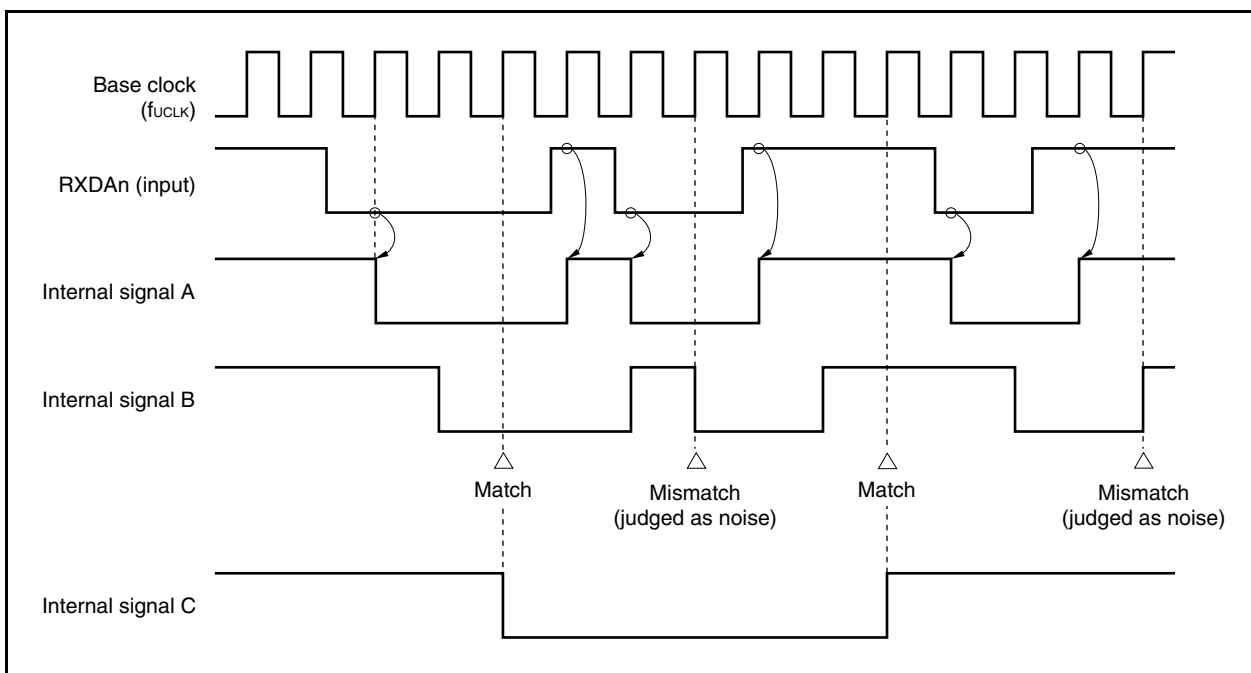 Base clock
(fUCLK)
RXDAn (input)
Internal signal A
Internal signal B
Match
Mismatch
(judged as noise)
Match
Mismatch
(judged as noise)
Internal signal C